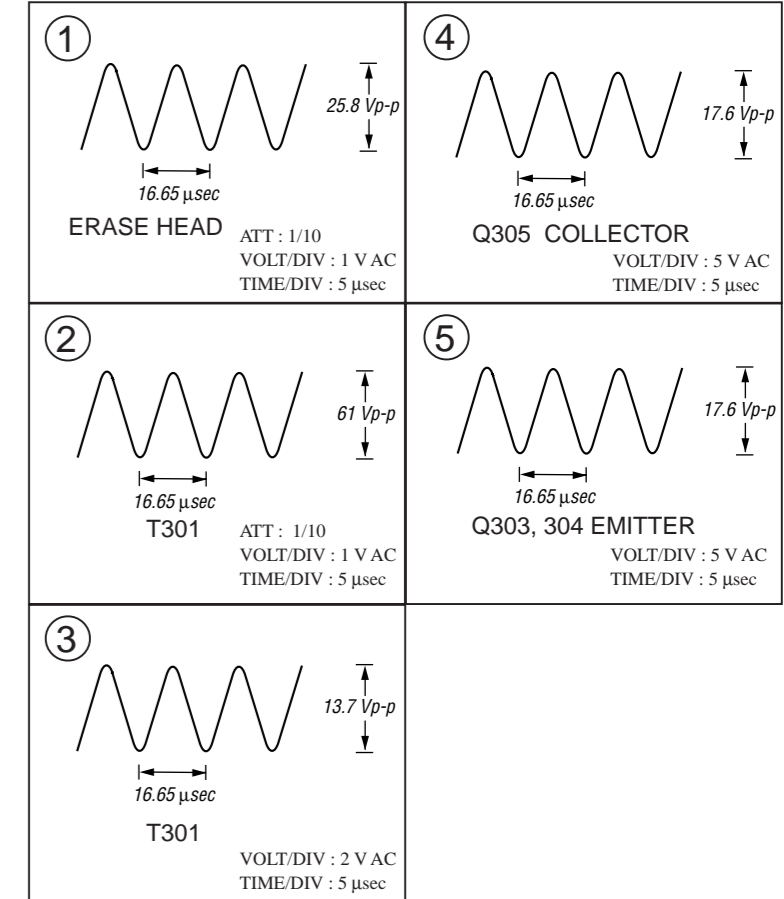 ①
25.8 Vp-p
16.65 µsec
ERASE HEAD
ATT : 1/10
VOLT/DIV : 1 V AC
TIME/DIV : 5 µsec
②
61 Vp-p
16.65 µsec
T301
ATT : 1/10
VOLT/DIV : 1 V AC
TIME/DIV : 5 µsec
③
13.7 Vp-p
16.65 µsec
T301
VOLT/DIV : 2 V AC
TIME/DIV : 5 µsec
④
17.6 Vp-p
16.65 µsec
Q305 COLLECTOR
VOLT/DIV : 5 V AC
TIME/DIV : 5 µsec
⑤
17.6 Vp-p
16.65 µsec
Q303, 304 EMITTER
VOLT/DIV : 5 V AC
TIME/DIV : 5 µsec